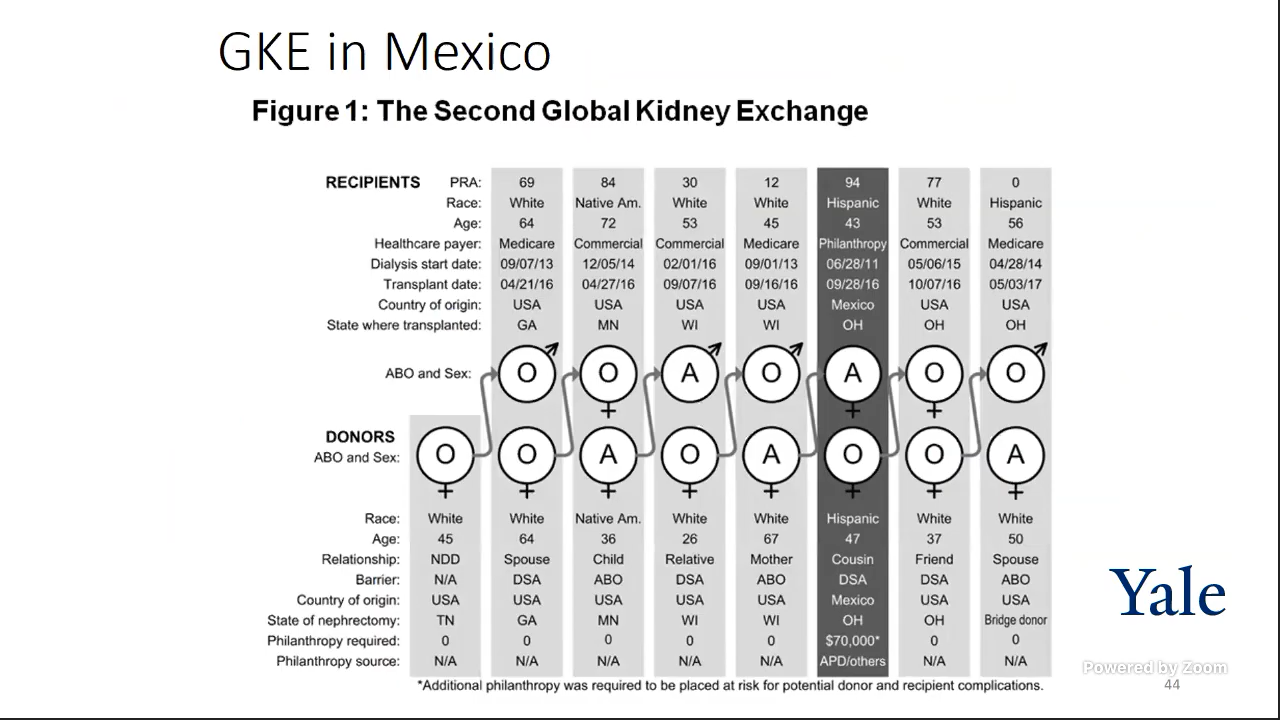 GKE in Mexico
Figure 1: The Second Global Kidney Exchange
RECIPIENTS PRA: 69 84 30 12 94 77 0
Race: White Native Am. White White Hispanic White Hispanic
Age: 64 72 53 45 43 53 56
Healthcare payer: Medicare Commercial Commercial Medicare Philanthropy Commercial Medicare
Dialysis start date: 09/07/13 12/05/14 02/01/16 09/01/13 06/28/11 05/06/15 04/28/14
Transplant date: 04/21/16 04/27/16 09/07/16 09/16/16 09/28/16 10/07/16 05/03/17
Country of origin: USA USA USA USA Mexico USA USA
State where transplanted: GA MN WI WI OH OH OH
ABO and Sex: O O A O A O O
DONORS
ABO and Sex: O O A O A O O A
Race: White White Native Am. White White Hispanic White White
Age: 45 64 36 26 67 47 37 50
Relationship: NDD Spouse Child Relative Mother Cousin Friend Spouse
Barrier: N/A DSA ABO DSA ABO DSA DSA ABO
Country of origin: USA USA USA USA USA Mexico USA USA
State of nephrectomy: TN GA MN WI WI OH OH Bridge donor
Philanthropy required: 0 0 0 0 0 $70,000* 0 0
Philanthropy source: N/A N/A N/A N/A N/A APD/others N/A N/A
*Additional philanthropy was required to be placed at risk for potential donor and recipient complications.
Yale
Powered by Zoom
44